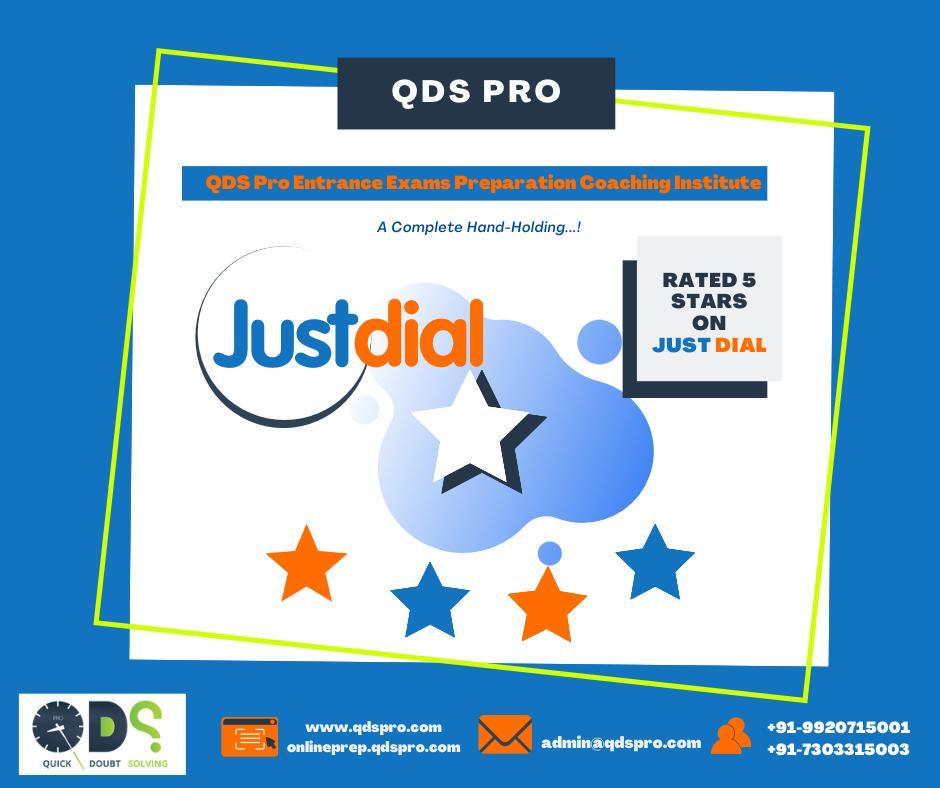 QDS PRO
QDS Pro Entrance Exams Preparation Coaching Institute
A Complete Hand-Holding...!
Justdial
RATED 5
STARS
ON
JUST DIAL
PRO
QDS
QUICK DOUBT SOLVING
www.qdspro.com
onlineprep.qdspro.com
admin@qdspro.com
+91-9920715001
+91-7303315003